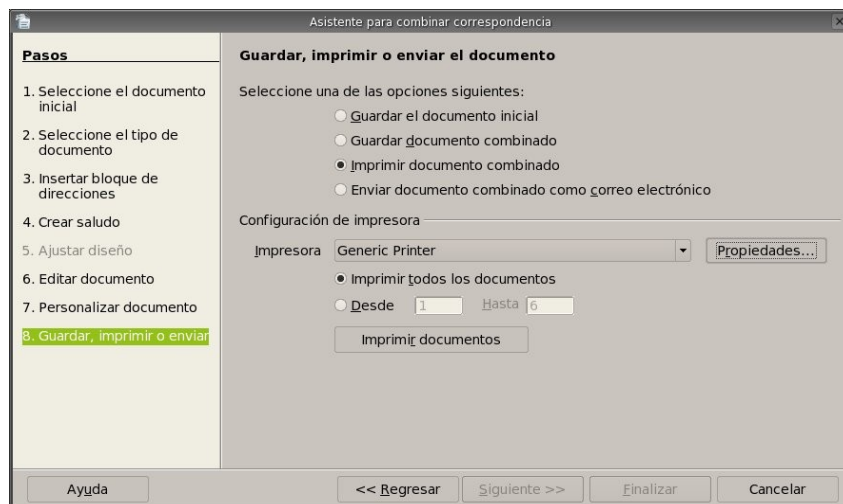 Asistente para combinar correspondencia
Pasos
1. Seleccione el documento
inicial
2. Seleccione el tipo de
documento
3. Insertar bloque de
direcciones
4. Crear saludo
5. Ajustar diseño
6. Editar documento
7. Personalizar documento
8. Guardar, imprimir o enviar
Guardar, imprimir o enviar el documento
Seleccione una de las opciones siguientes:
Guardar el documento inicial
Guardar documento combinado
Imprimir documento combinado
Enviar documento combinado como correo electrónico
Configuración de impresora
Impresora Generic Printer Propiedades...
Imprimir todos los documentos
Desde 1 Hasta 6
Imprimir documentos
Ayuda << Regresar Siguiente >> Finalizar Cancelar